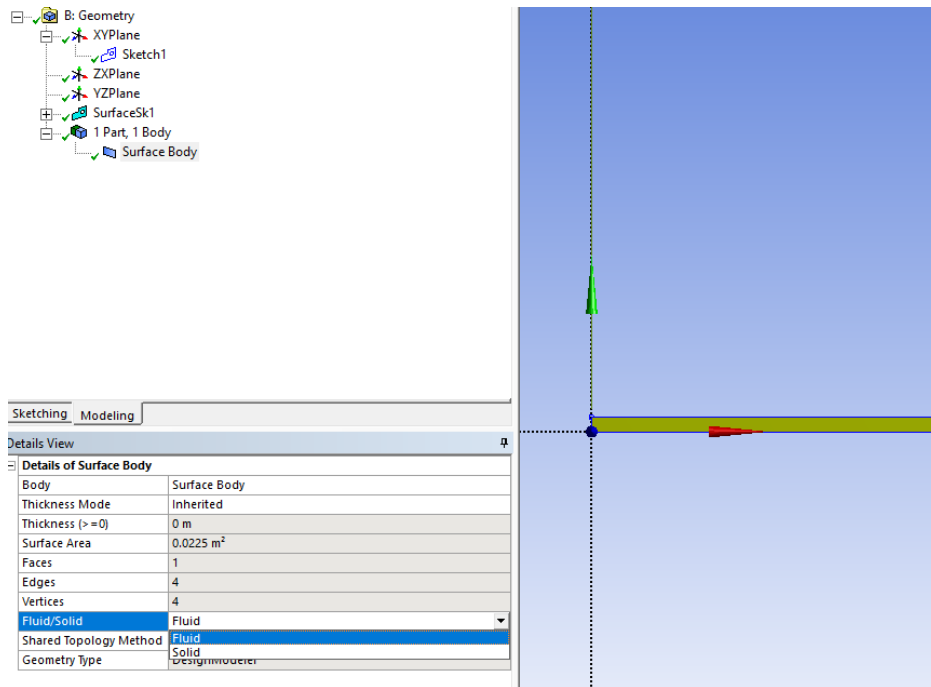 B: Geometry
XYPlane
Sketch1
ZXPlane
YZPlane
SurfaceSk1
1 Part, 1 Body
Surface Body
Sketching Modeling
Details View
Details of Surface Body
Body Surface Body
Thickness Mode Inherited
Thickness (>=0) 0 m
Surface Area 0.0225 m²
Faces 1
Edges 4
Vertices 4
Fluid/Solid Fluid
Shared Topology Method Fluid
Solid
Geometry Type DesignModeler